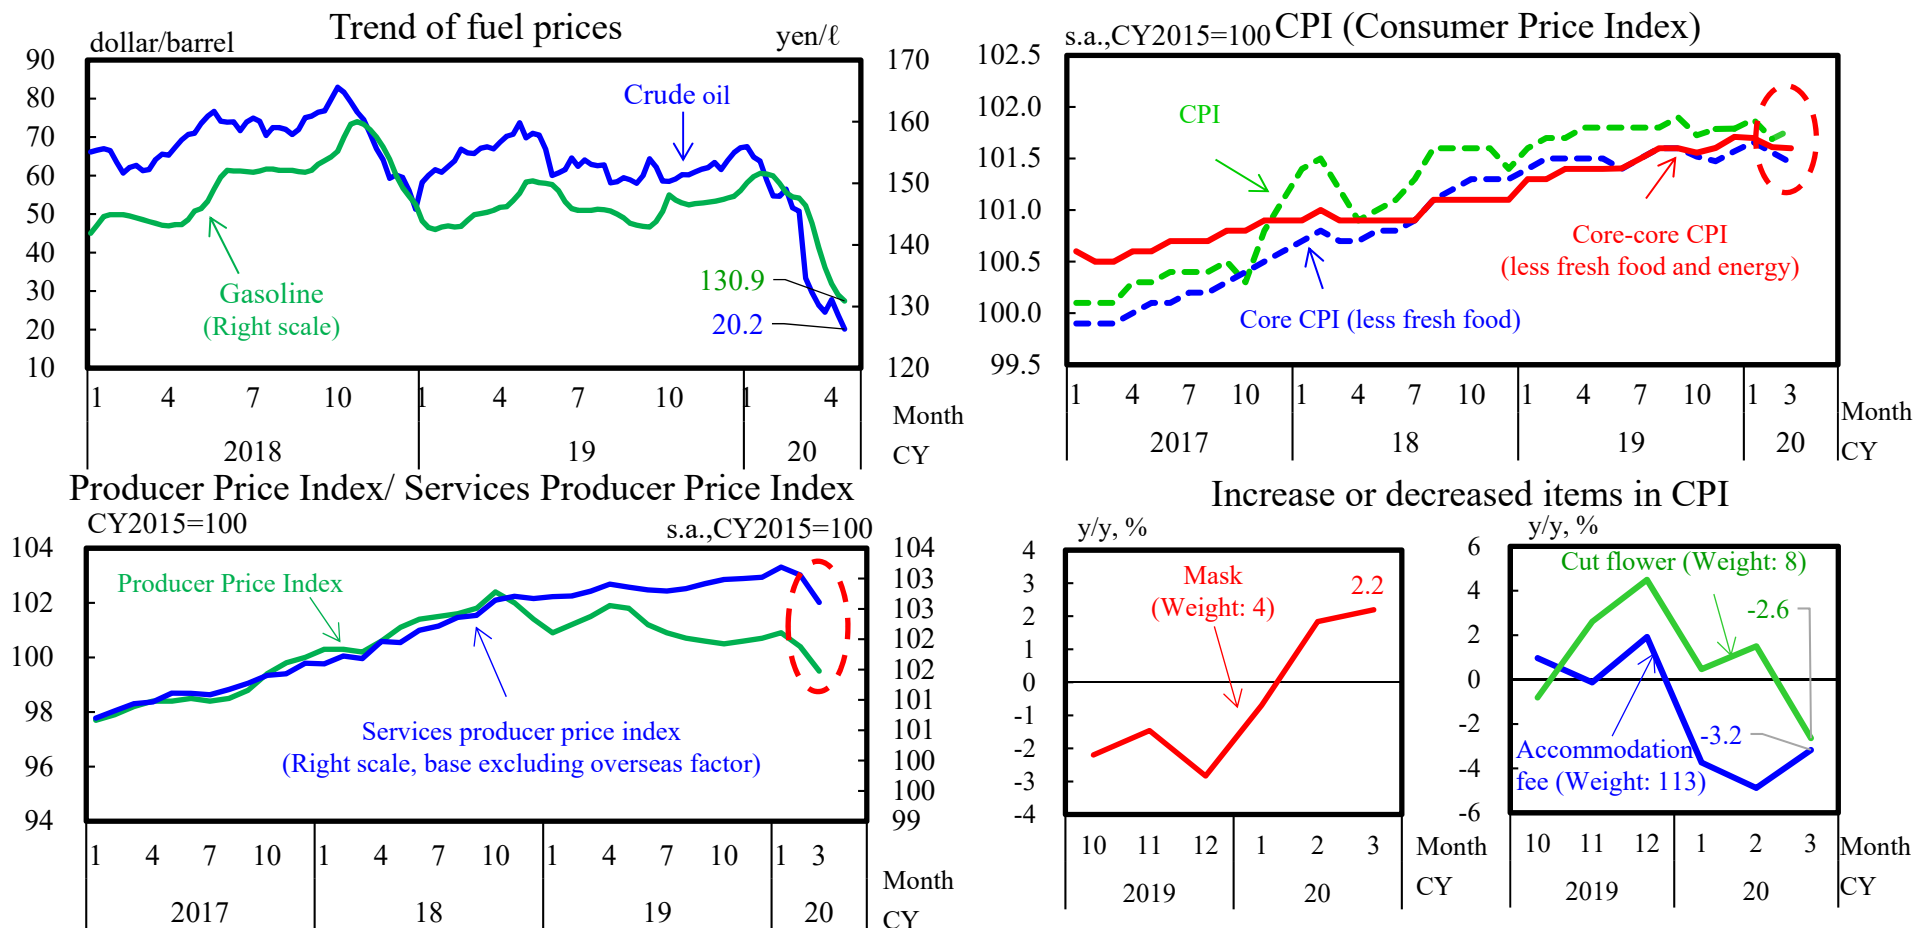 Trend of fuel prices
dollar/barrel
yen/ℓ
90
80
70
60
50
40
30
20
10
170
160
150
140
130
120
Crude oil
Gasoline
(Right scale)
130.9
20.2
1 4 7 10 1 4 7 10 1 4
Month
2018 19 20
CY
CPI (Consumer Price Index)
s.a.,CY2015=100
102.5
102.0
101.5
101.0
100.5
100.0
99.5
CPI
Core-core CPI
(less fresh food and energy)
Core CPI (less fresh food)
1 4 7 10 1 4 7 10 1 4 7 10 1 3
Month
2017 18 19 20
CY
Producer Price Index/ Services Producer Price Index
CY2015=100
s.a.,CY2015=100
104
102
100
98
96
94
104
103
103
102
102
101
101
100
100
99
Producer Price Index
Services producer price index
(Right scale, base excluding overseas factor)
1 4 7 10 1 4 7 10 1 4 7 10 1 3
Month
2017 18 19 20
CY
Increase or decreased items in CPI
y/y, %
4
3
2
1
0
-1
-2
-3
-4
Mask
(Weight: 4)
2.2
10 11 12 1 2 3
Month
2019 20
CY
y/y, %
6
4
2
0
-2
-4
-6
Cut flower (Weight: 8)
-2.6
-3.2
Accommodation
fee (Weight: 113)
10 11 12 1 2 3
Month
2019 20
CY